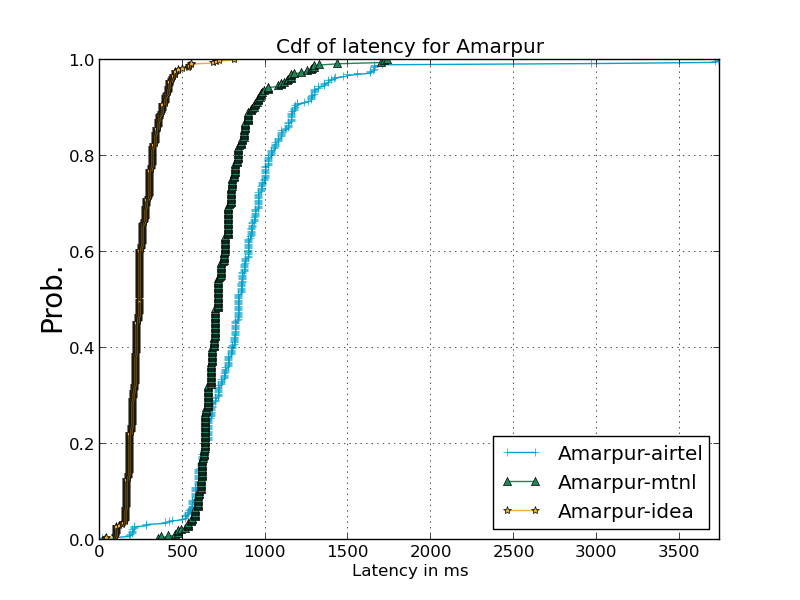 Cdf of latency for Amarpur
1.0
0.8
0.6
0.4
0.2
0.0
Prob.
0 500 1000 1500 2000 2500 3000 3500
Latency in ms
Amarpur-airtel
Amarpur-mtnl
Amarpur-idea